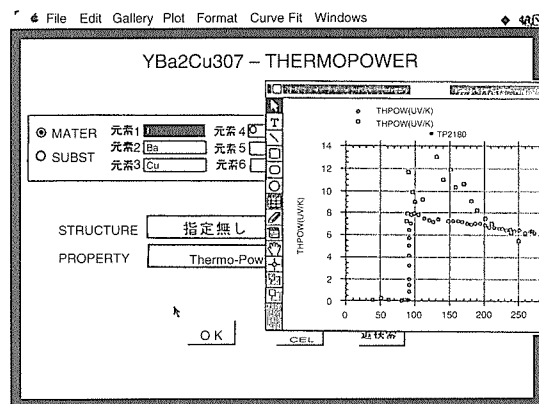 File Edit Gallery Plot Format Curve Fit Windows
YBa2Cu307 – THERMOPOWER
MATER
SUBST
元素1
元素2 Ba
元素3 Cu
元素4 O
元素5
元素6
STRUCTURE 指定無し
PROPERTY Thermo-Pow
OK
CEL
T
THPOW(UV/K)
THPOW(UV/K)
TP2180
THPOW(UV/K)
14
12
10
8
6
4
2
0
0 50 100 150 200 250